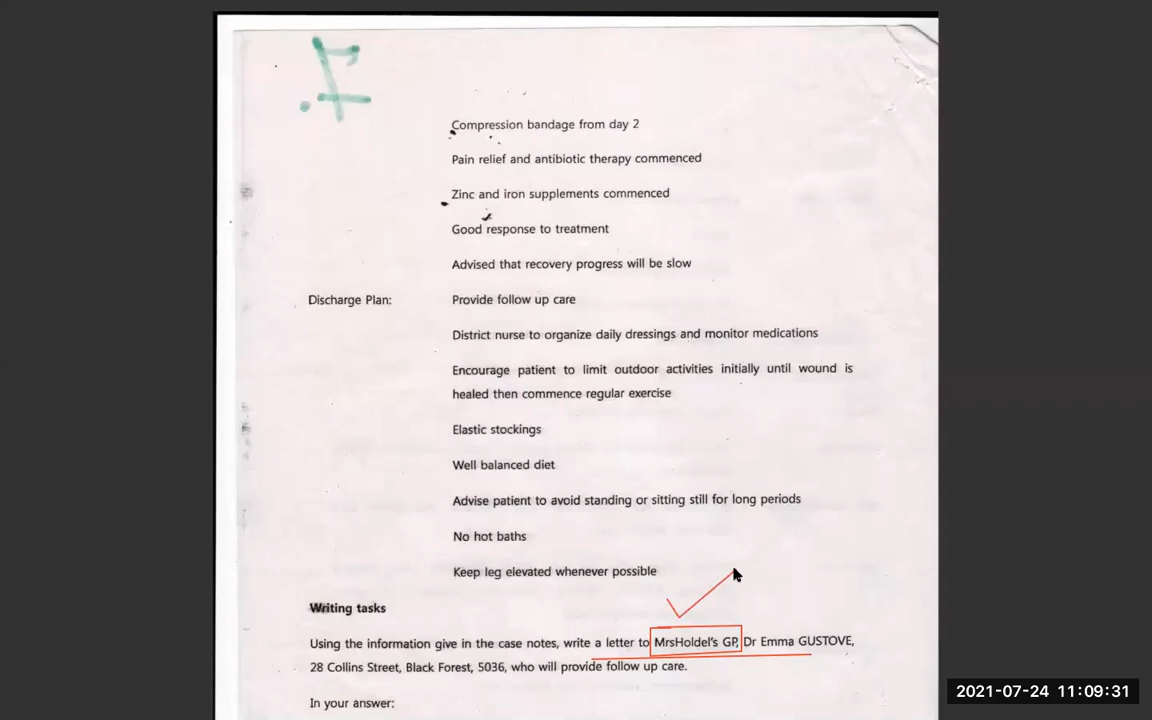 7.
Compression bandage from day 2
Pain relief and antibiotic therapy commenced
Zinc and iron supplements commenced
Good response to treatment
Advised that recovery progress will be slow
Discharge Plan: Provide follow up care
District nurse to organize daily dressings and monitor medications
Encourage patient to limit outdoor activities initially until wound is
healed then commence regular exercise
Elastic stockings
Well balanced diet
Advise patient to avoid standing or sitting still for long periods
No hot baths
Keep leg elevated whenever possible
Writing tasks
Using the information give in the case notes, write a letter to MrsHoldel's GP, Dr Emma GUSTOVE,
28 Collins Street, Black Forest, 5036, who will provide follow up care.
In your answer:
2021-07-24 11:09:31